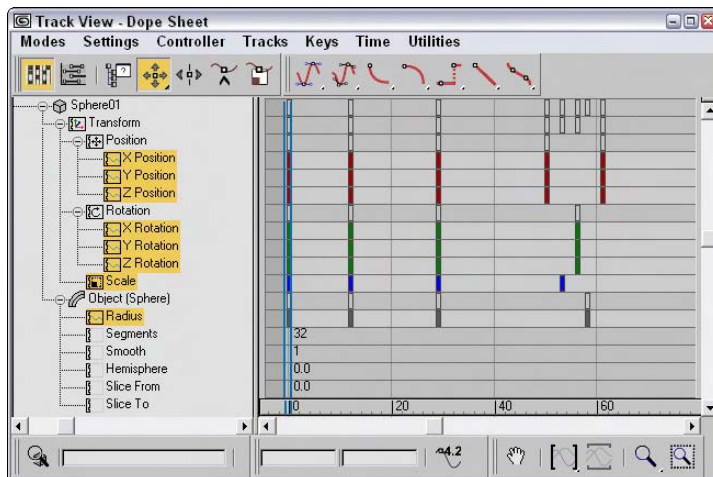 Track View - Dope Sheet
Modes Settings Controller Tracks Keys Time Utilities
Sphere01
Transform
Position
X Position
Y Position
Z Position
Rotation
X Rotation
Y Rotation
Z Rotation
Scale
Object (Sphere)
Radius
Segments 32
Smooth 1
Hemisphere 0.0
Slice From 0.0
Slice To
0 20 40 60
4.2